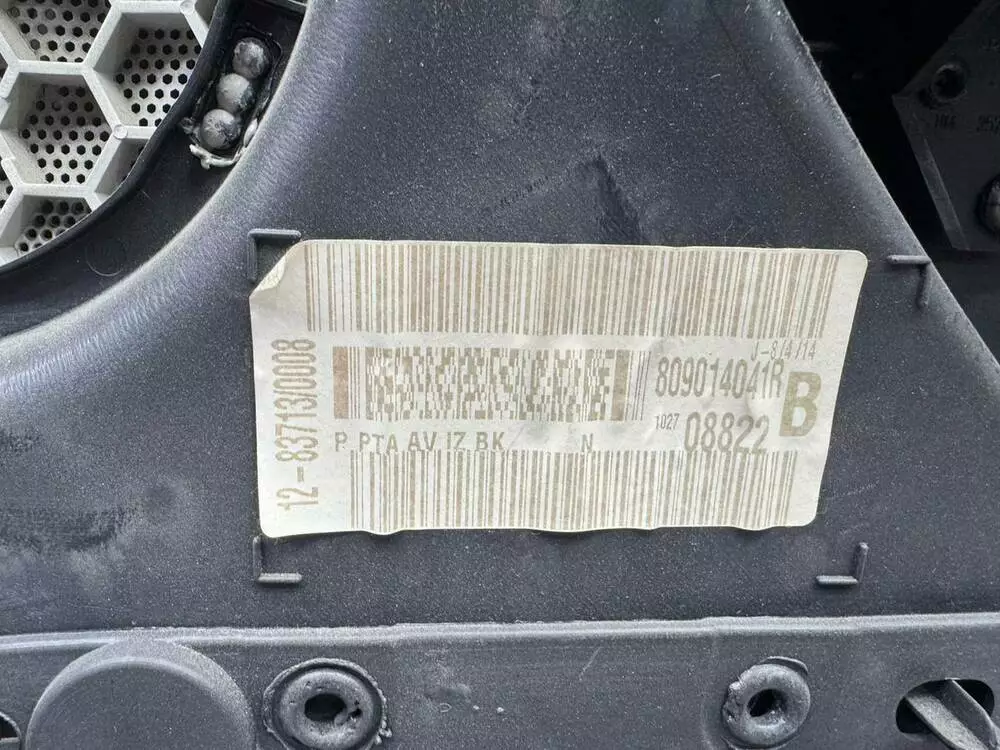 12-83713/0008
J-8/4/14
809014041R
B
1027
08822
P PTA AV IZ BK N